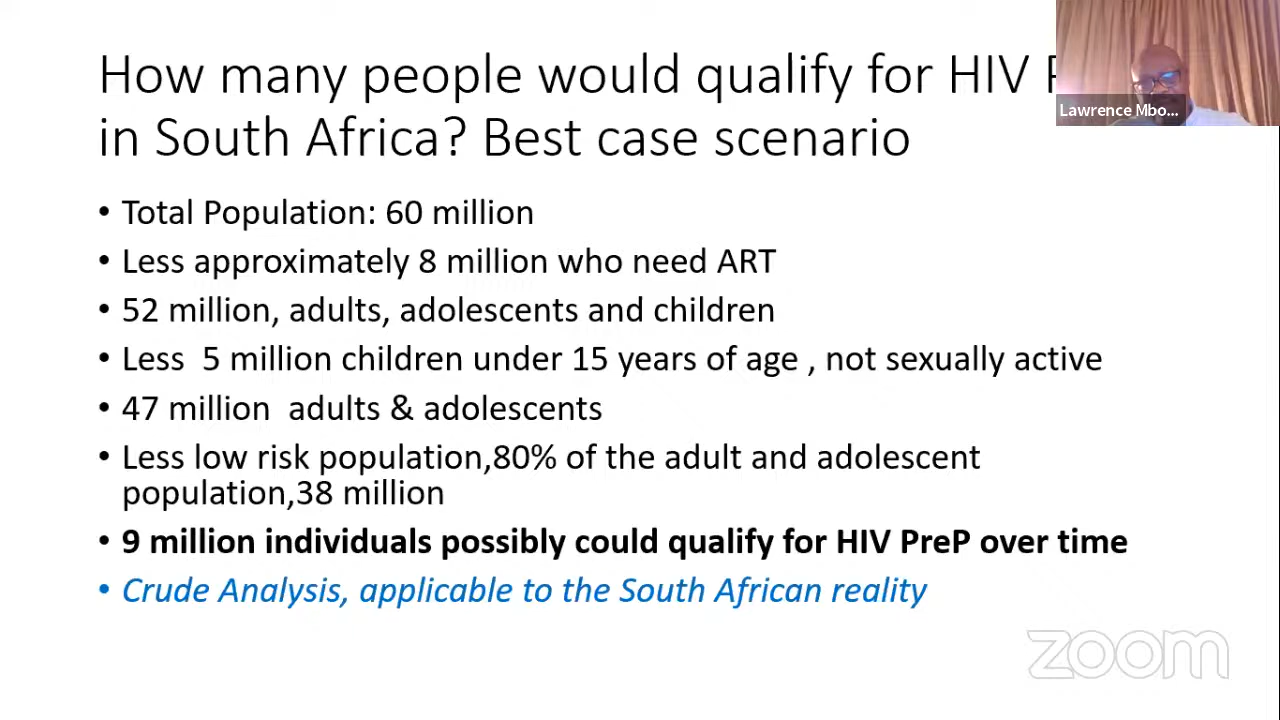 How many people would qualify for HIV
in South Africa? Best case scenario
• Total Population: 60 million
• Less approximately 8 million who need ART
• 52 million, adults, adolescents and children
• Less 5 million children under 15 years of age , not sexually active
• 47 million adults & adolescents
• Less low risk population,80% of the adult and adolescent
population,38 million
• 9 million individuals possibly could qualify for HIV PreP over time
• Crude Analysis, applicable to the South African reality
Lawrence Mbo...
zoom